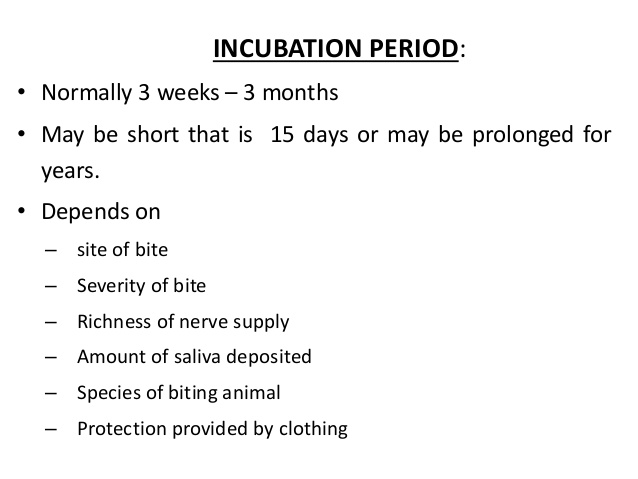 INCUBATION PERIOD:
• Normally 3 weeks – 3 months
• May be short that is 15 days or may be prolonged for
years.
• Depends on
– site of bite
– Severity of bite
– Richness of nerve supply
– Amount of saliva deposited
– Species of biting animal
– Protection provided by clothing